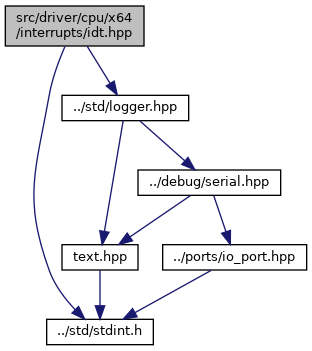 src/driver/cpu/x64
/interrupts/idt.hpp
../std/logger.hpp
../debug/serial.hpp
text.hpp
../ports/io_port.hpp
../std/stdint.h